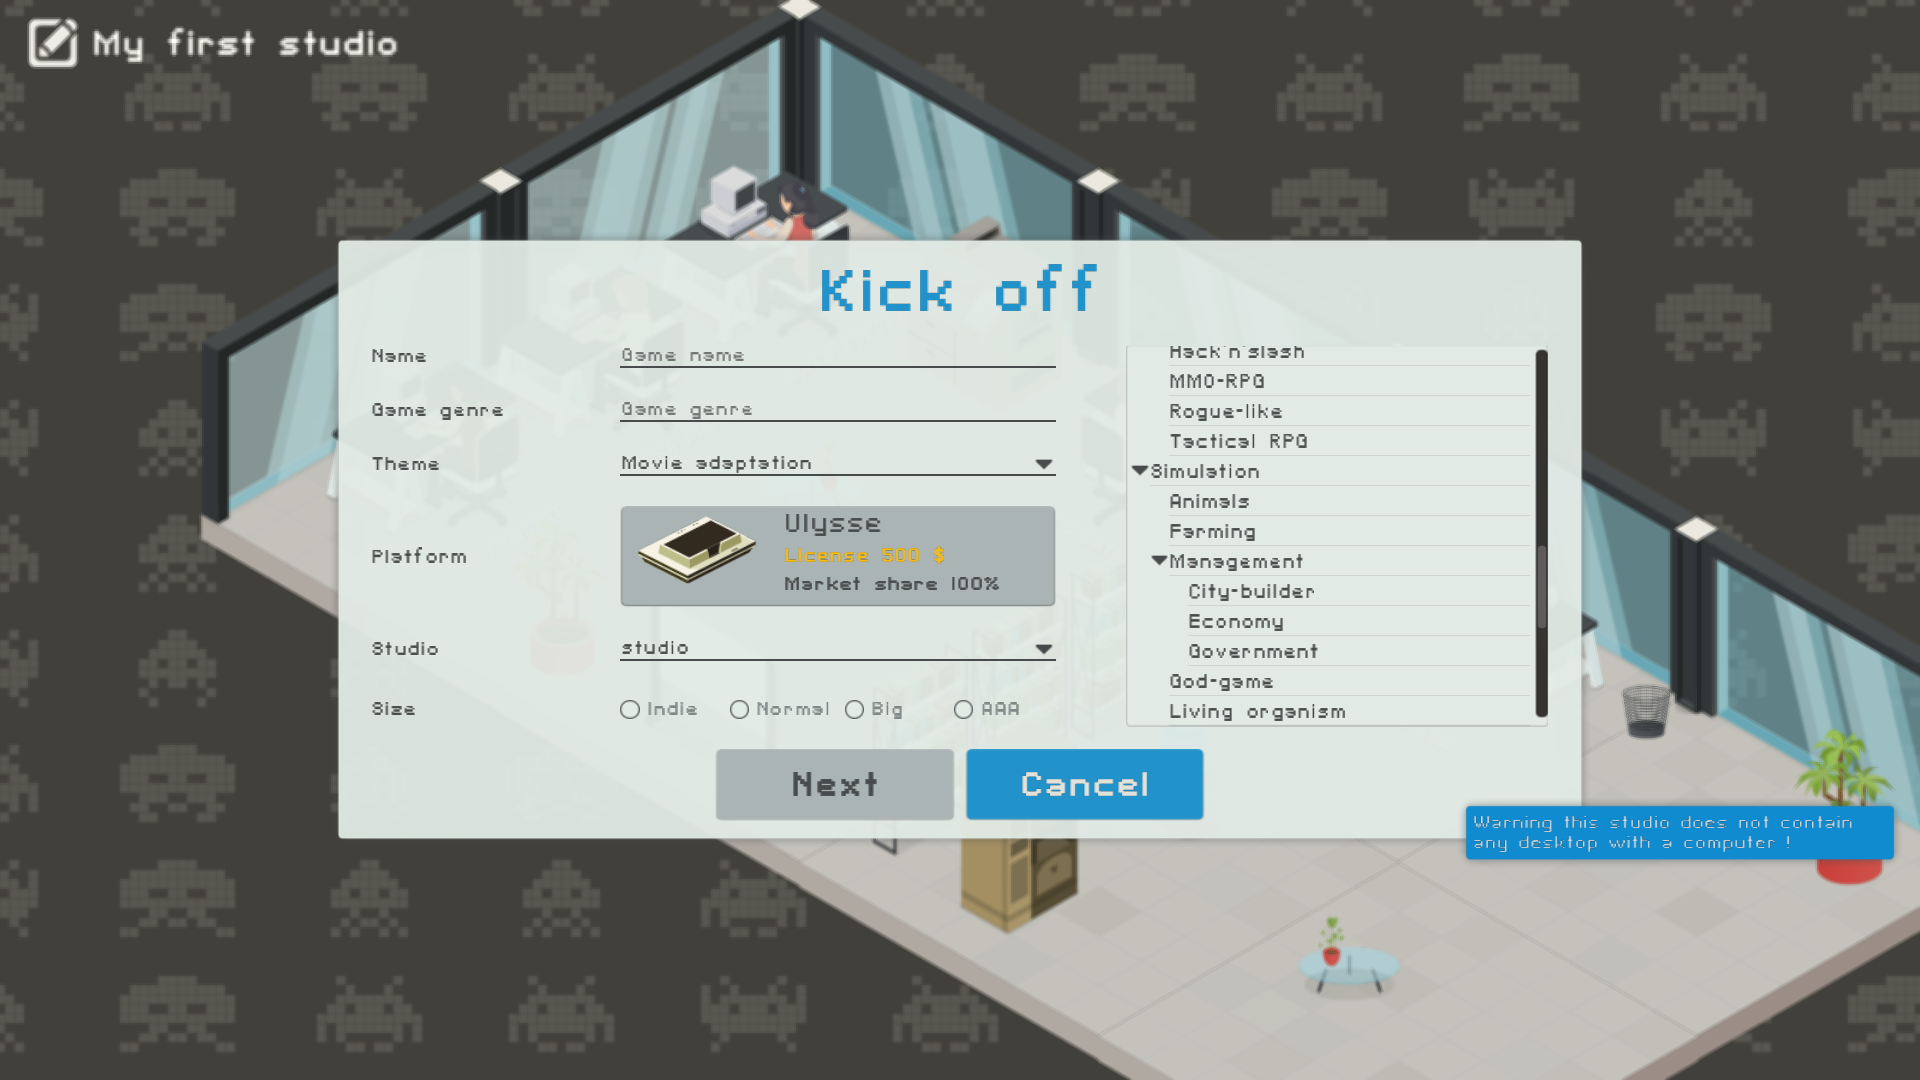 My first studio
Kick off
Name
Game name
Game genre
Game genre
Theme
Movie adaptation
Platform
Ulysse
License 500 $
Market share 100%
Studio
studio
Size
Indie
Normal
Big
AAA
Hack'n'slash
MMO-RPG
Rogue-like
Tactical RPG
Simulation
Animals
Farming
Management
City-builder
Economy
Government
God-game
Living organism
Next
Cancel
Warning this studio does not contain
any desktop with a computer !